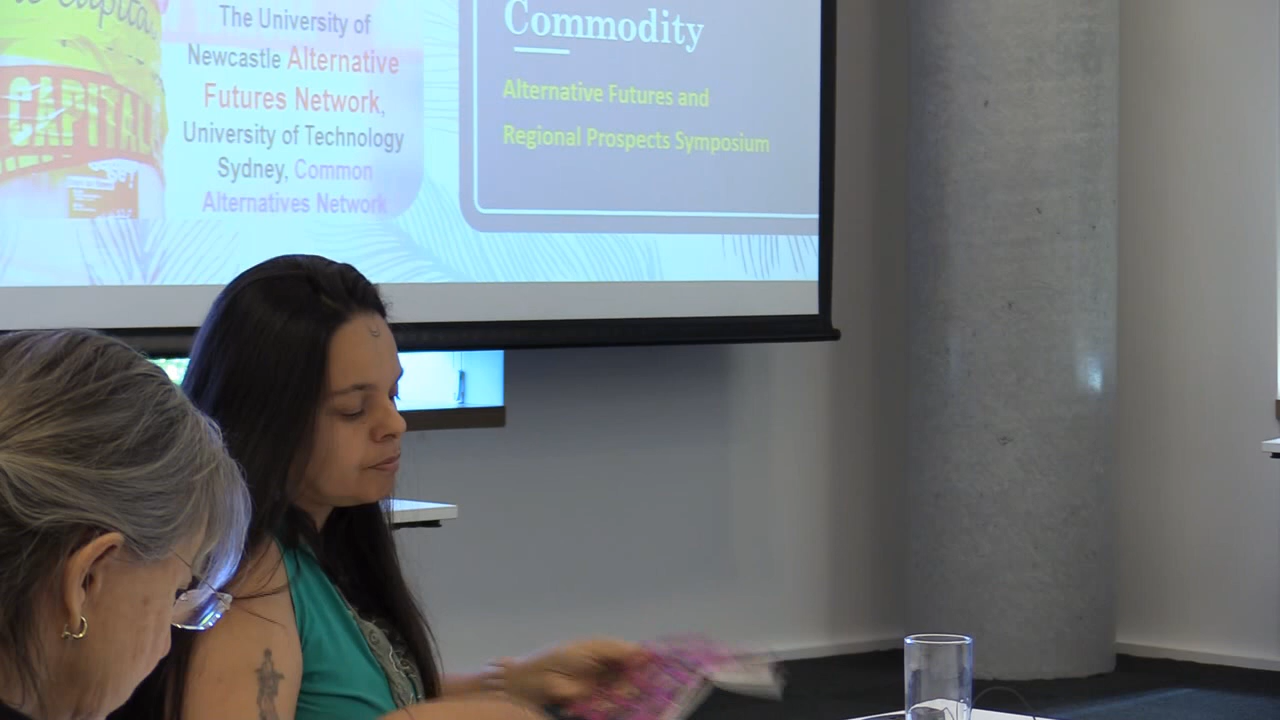 CAPITAL
The University of
Newcastle Alternative
Futures Network,
University of Technology
Sydney, Common
Alternatives Network
Commodity
Alternative Futures and
Regional Prospects Symposium